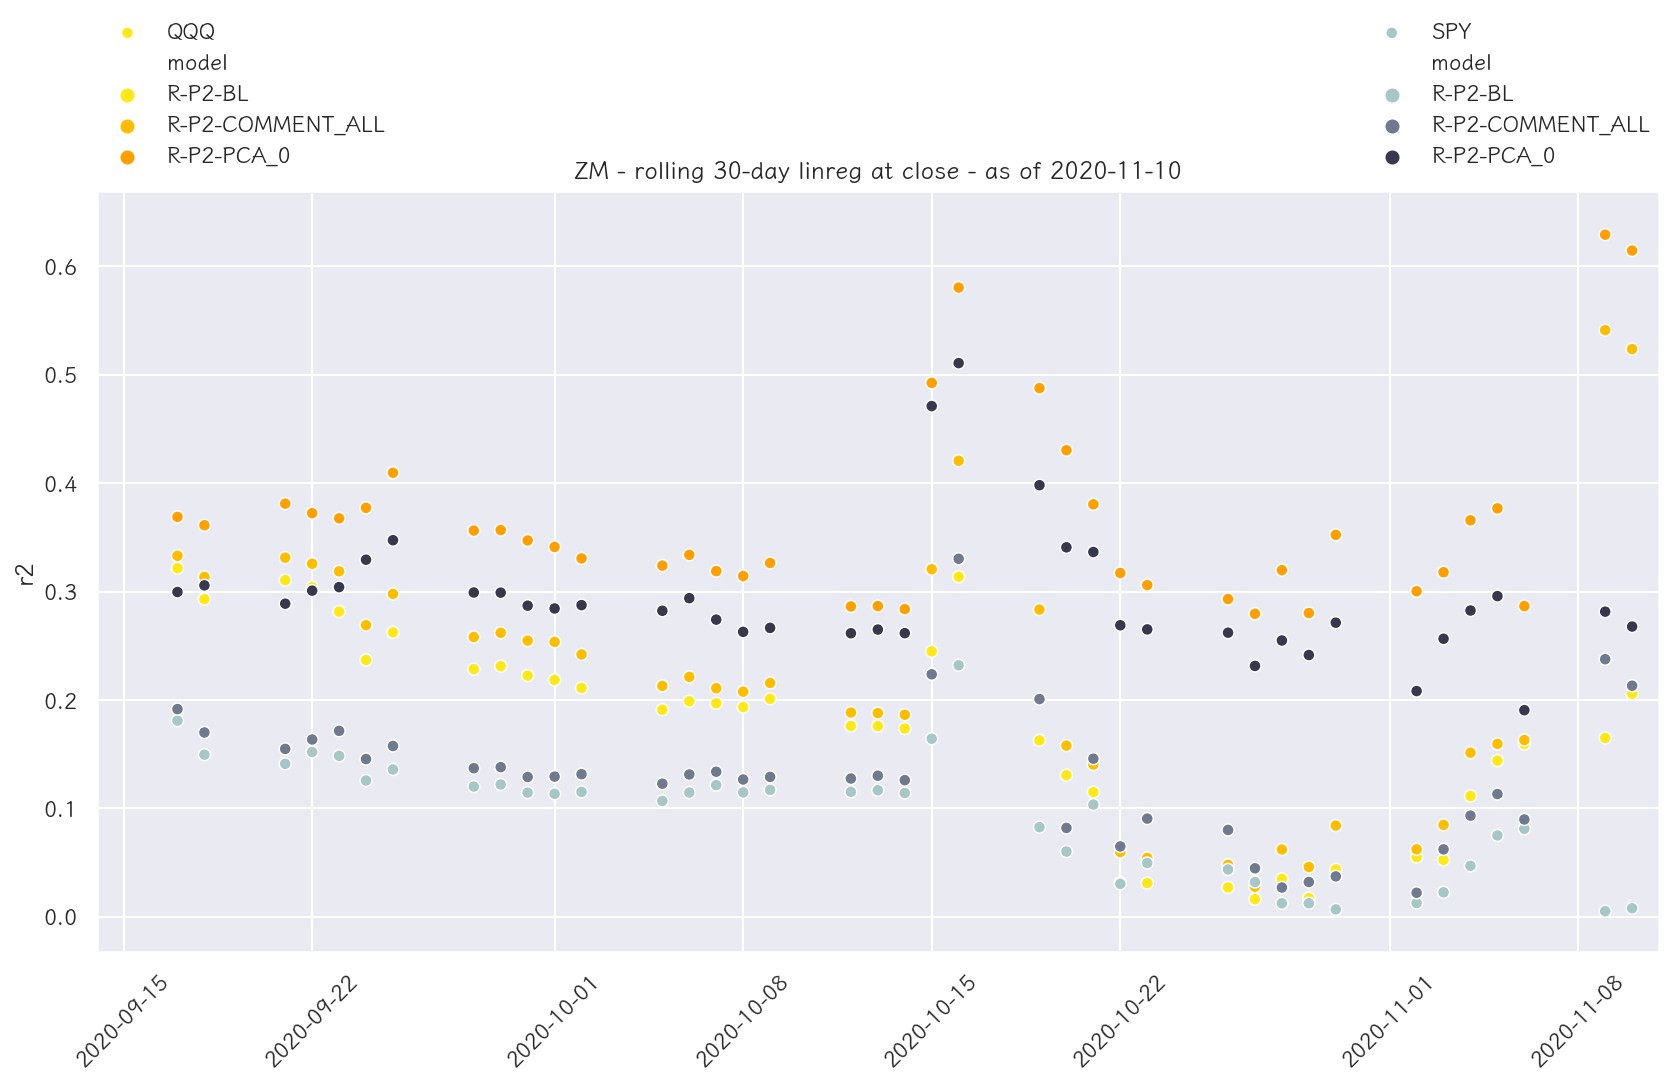 QQQ
model
R-P2-BL
R-P2-COMMENT_ALL
R-P2-PCA_0
SPY
model
R-P2-BL
R-P2-COMMENT_ALL
R-P2-PCA_0
ZM - rolling 30-day linreg at close - as of 2020-11-10
r2
0.6
0.5
0.4
0.3
0.2
0.1
0.0
2020-09-15
2020-09-22
2020-10-01
2020-10-08
2020-10-15
2020-10-22
2020-11-01
2020-11-08